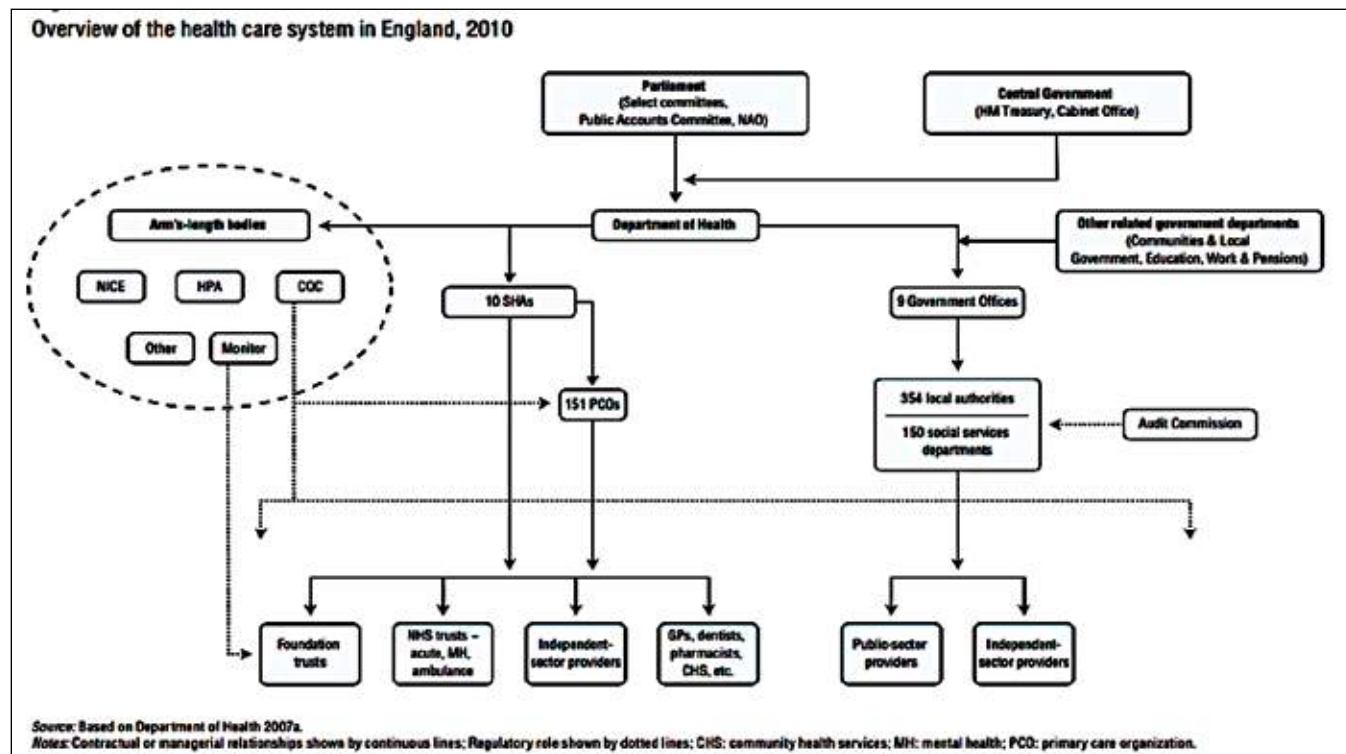 Overview of the health care system in England, 2010
Parliament
(Select committees,
Public Accounts Committee, NAO)
Central Government
(HM Treasury, Cabinet Office)
Arm's-length bodies
Department of Health
Other related government departments
(Communities & Local
Government, Education, Work & Pensions)
NICE
HPA
COC
10 SHAs
9 Government Offices
Other
Monitor
151 PCOs
354 local authorities
150 social services
departments
Audit Commission
Foundation
trusts
NHS trusts –
acute, MH,
ambulance
Independent-
sector providers
GPs, dentists,
pharmacists,
CHS, etc.
Public-sector
providers
Independent-
sector providers
Source: Based on Department of Health 2007a.
Notes: Contractual or managerial relationships shown by continuous lines; Regulatory role shown by dotted lines; CHS: community health services; MH: mental health; PCO: primary care organization.